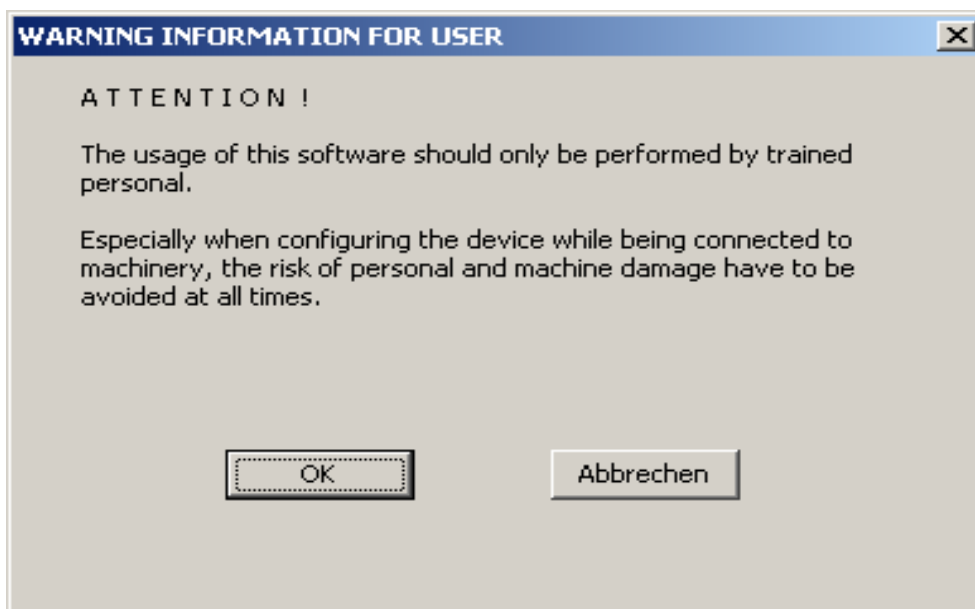 WARNING INFORMATION FOR USER
A T T E N T I O N !
The usage of this software should only be performed by trained
personal.
Especially when configuring the device while being connected to
machinery, the risk of personal and machine damage have to be
avoided at all times.
OK
Abbrechen